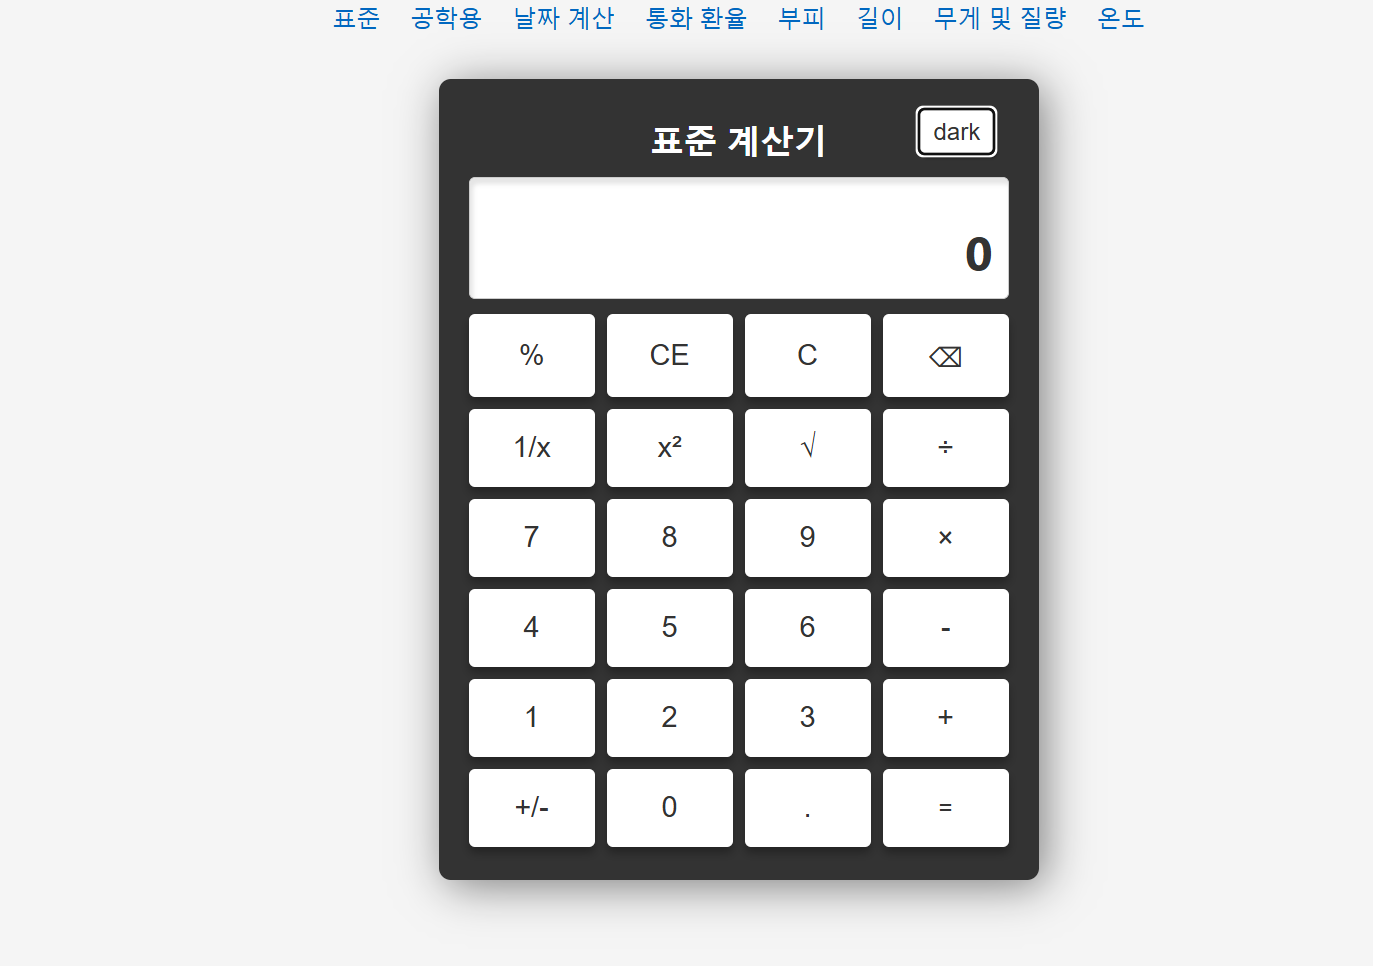 표준 공학용 날짜 계산 통화 환율 부피 길이 무게 및 질량 온도
표준 계산기
dark
0
% CE C ⌫
1/x x² √ ÷
7 8 9 ×
4 5 6 -
1 2 3 +
+/- 0 . =